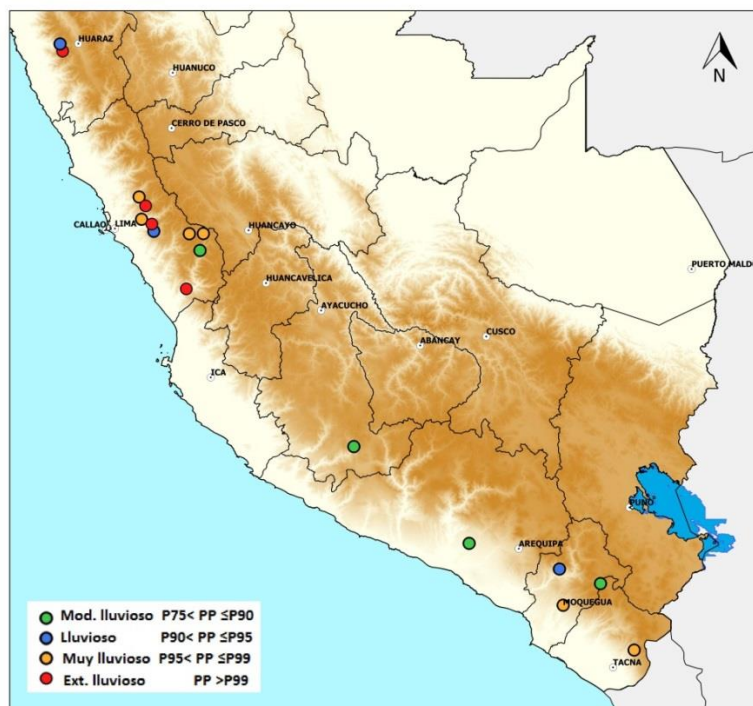 HUARAZ
HUANUCO
N
CERRO DE PASCO
CALLAO LIMA
HUANCAYO
PUERTO MALDO
HUANCAVELICA
AYACUCHO
CUSCO
ABANCAY
ICA
PUNO
AREQUIPA
MOQUEGUA
TACNA
Mod. lluvioso P75< PP ≤P90
Lluvioso P90< PP ≤P95
Muy lluvioso P95< PP ≤P99
Ext. lluvioso PP >P99